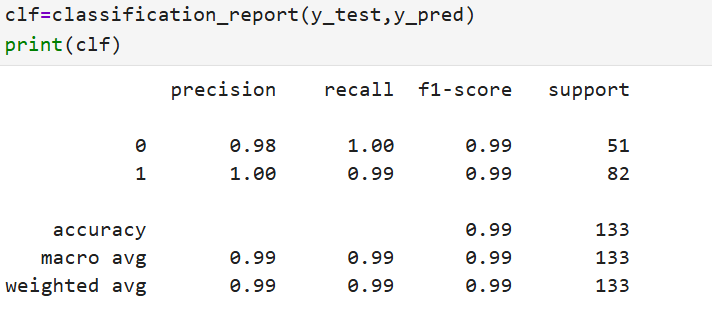 clf=classification_report(y_test,y_pred)
print(clf)
precision recall f1-score support
0 0.98 1.00 0.99 51
1 1.00 0.99 0.99 82
accuracy 0.99 133
macro avg 0.99 0.99 0.99 133
weighted avg 0.99 0.99 0.99 133